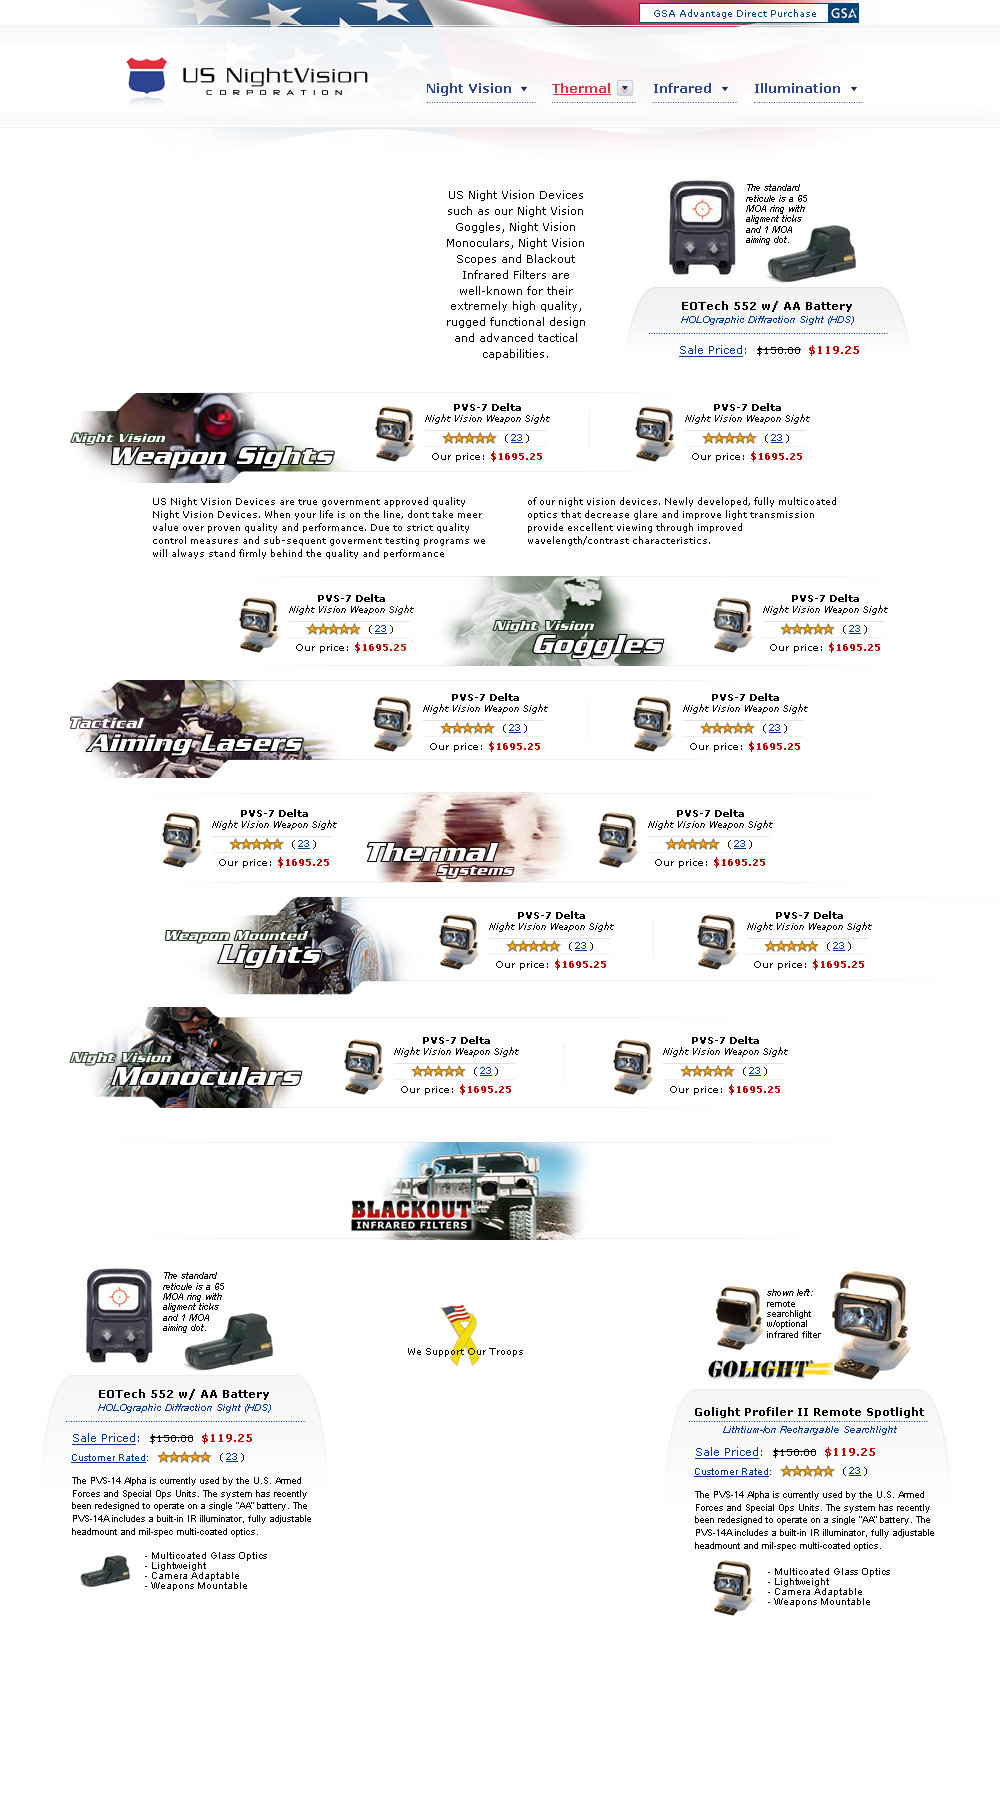 GSA Advantage Direct Purchase GSA
US NightVision
CORPORATION
Night Vision Thermal Infrared Illumination
US Night Vision Devices
such as our Night Vision
Goggles, Night Vision
Monoculars, Night Vision
Scopes and Blackout
Infrared Filters are
well-known for their
extremely high quality,
rugged functional design
and advanced tactical
capabilities.
The standard
reticule is a 65
MOA ring with
aligment ticks
and 1 MOA
aiming dot.
EOTech 552 w/ AA Battery
HOLOgraphic Diffraction Sight (HDS)
Sale Priced: $150.00 $119.25
Night Vision
Weapon Sights
PVS-7 Delta
Night Vision Weapon Sight
(23)
Our price: $1695.25
PVS-7 Delta
Night Vision Weapon Sight
(23)
Our price: $1695.25
US Night Vision Devices are true government approved quality
Night Vision Devices. When your life is on the line, dont take meer
value over proven quality and performance. Due to strict quality
control measures and sub-sequent goverment testing programs we
will always stand firmly behind the quality and performance
of our night vision devices. Newly developed, fully multicoated
optics that decrease glare and improve light transmission
provide excellent viewing through improved
wavelength/contrast characteristics.
PVS-7 Delta
Night Vision Weapon Sight
(23)
Our price: $1695.25
Night Vision
Goggles
PVS-7 Delta
Night Vision Weapon Sight
(23)
Our price: $1695.25
Tactical
Aiming Lasers
PVS-7 Delta
Night Vision Weapon Sight
(23)
Our price: $1695.25
PVS-7 Delta
Night Vision Weapon Sight
(23)
Our price: $1695.25
PVS-7 Delta
Night Vision Weapon Sight
(23)
Our price: $1695.25
Thermal
Systems
PVS-7 Delta
Night Vision Weapon Sight
(23)
Our price: $1695.25
Weapon Mounted
Lights
PVS-7 Delta
Night Vision Weapon Sight
(23)
Our price: $1695.25
PVS-7 Delta
Night Vision Weapon Sight
(23)
Our price: $1695.25
Night Vision
Monoculars
PVS-7 Delta
Night Vision Weapon Sight
(23)
Our price: $1695.25
PVS-7 Delta
Night Vision Weapon Sight
(23)
Our price: $1695.25
BLACKOUT
INFRARED FILTERS
The standard
reticule is a 65
MOA ring with
aligment ticks
and 1 MOA
aiming dot.
EOTech 552 w/ AA Battery
HOLOgraphic Diffraction Sight (HDS)
Sale Priced: $150.00 $119.25
Customer Rated: (23)
The PVS-14 Alpha is currently used by the U.S. Armed
Forces and Special Ops Units. The system has recently
been redesigned to operate on a single "AA" battery. The
PVS-14A includes a built-in IR illuminator, fully adjustable
headmount and mil-spec multi-coated optics.
- Multicoated Glass Optics
- Lightweight
- Camera Adaptable
- Weapons Mountable
We Support Our Troops
shown left:
remote
searchlight
w/optional
infrared filter
GOLIGHT
Golight Profiler II Remote Spotlight
Lithtium-Ion Rechargable Searchlight
Sale Priced: $150.00 $119.25
Customer Rated: (23)
The PVS-14 Alpha is currently used by the U.S. Armed
Forces and Special Ops Units. The system has recently
been redesigned to operate on a single "AA" battery. The
PVS-14A includes a built-in IR illuminator, fully adjustable
headmount and mil-spec multi-coated optics.
- Multicoated Glass Optics
- Lightweight
- Camera Adaptable
- Weapons Mountable